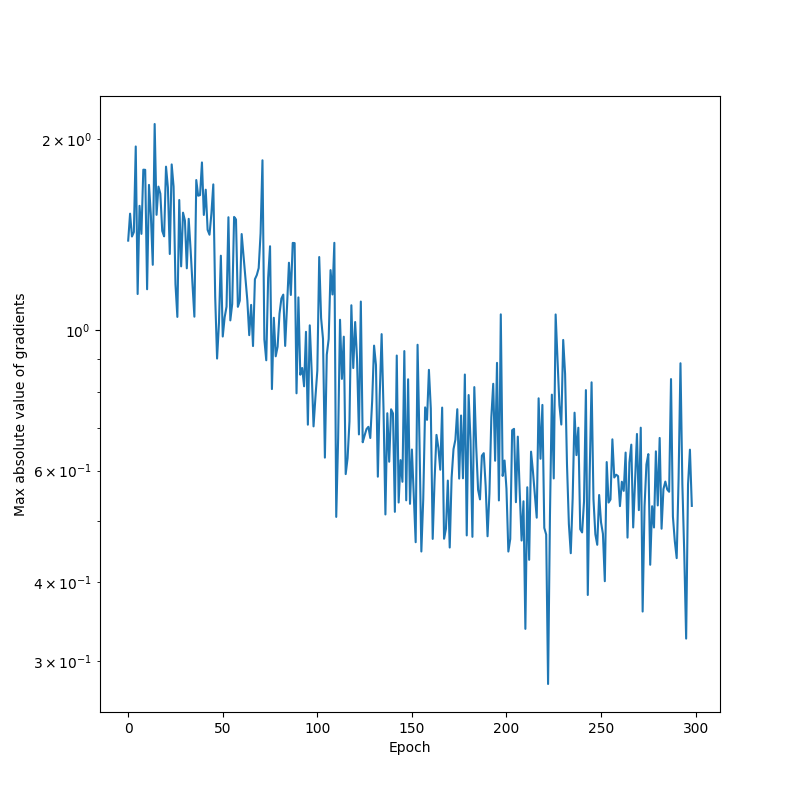 Max absolute value of gradients
2 × 10⁰
10⁰
6 × 10⁻¹
4 × 10⁻¹
3 × 10⁻¹
0 50 100 150 200 250 300
Epoch